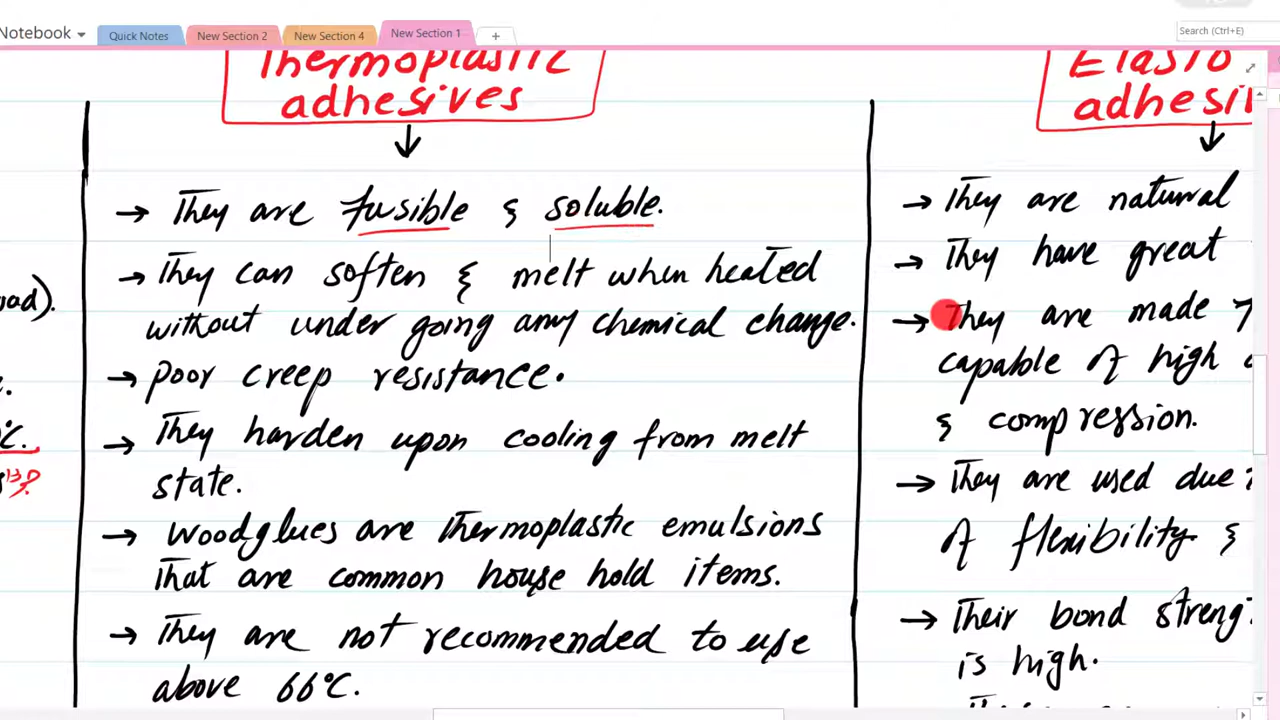 Notebook
Quick Notes
New Section 2
New Section 4
New Section 1
+
Search (Ctrl+E)
Thermoplastic
adhesives
→ They are fusible & soluble.
→ They can soften & melt when heated
without under going any chemical change.
→ poor creep resistance.
→ They harden upon cooling from melt
state.
→ woodglues are thermoplastic emulsions
That are common house hold items.
→ They are not recommended to use
above 66°C.
Elasto
adhesi
→ They are natural
→ They have great
→ They are made
capable of high
& compression.
→ They are used due
of flexibility &
→ Their bond streng
is high.